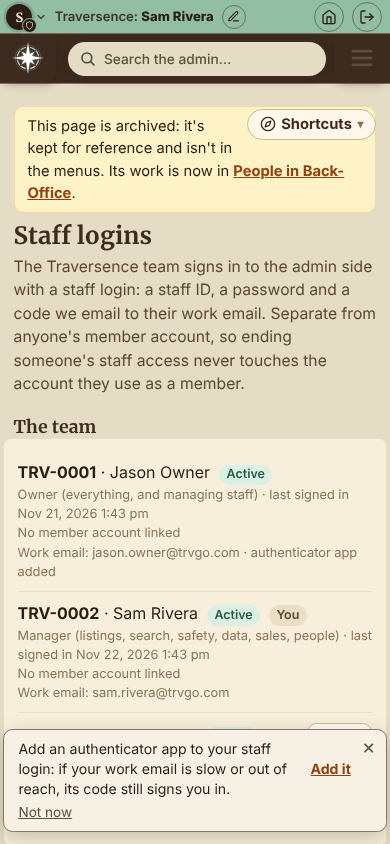 S Traversence: Sam Rivera
Search the admin...
Shortcuts ▾
This page is archived: it's
kept for reference and isn't in
the menus. Its work is now in People in Back-
Office.
Staff logins
The Traversence team signs in to the admin side
with a staff login: a staff ID, a password and a
code we email to their work email. Separate from
anyone's member account, so ending
someone's staff access never touches the
account they use as a member.
The team
TRV-0001 · Jason Owner Active
Owner (everything, and managing staff) · last signed in
Nov 21, 2026 1:43 pm
No member account linked
Work email: jason.owner@trvgo.com · authenticator app
added
TRV-0002 · Sam Rivera Active You
Manager (listings, search, safety, data, sales, people) · last
signed in Nov 22, 2026 1:43 pm
No member account linked
Work email: sam.rivera@trvgo.com
Add an authenticator app to your staff
login: if your work email is slow or out of
reach, its code still signs you in.
Add it
Not now